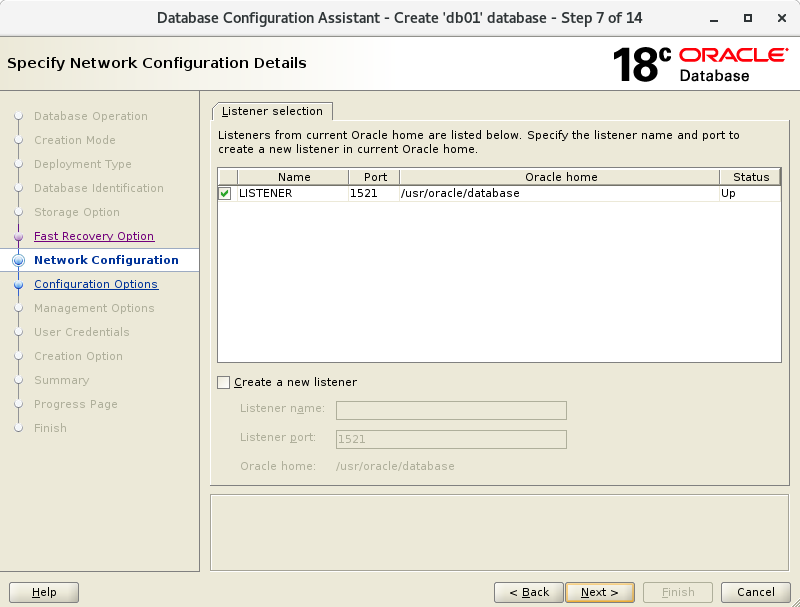 Database Configuration Assistant - Create 'db01' database - Step 7 of 14
Specify Network Configuration Details
18c ORACLE
Database
Database Operation
Creation Mode
Deployment Type
Database Identification
Storage Option
Fast Recovery Option
Network Configuration
Configuration Options
Management Options
User Credentials
Creation Option
Summary
Progress Page
Finish
Listener selection
Listeners from current Oracle home are listed below. Specify the listener name and port to
create a new listener in current Oracle home.
Name Port Oracle home Status
LISTENER 1521 /usr/oracle/database Up
Create a new listener
Listener name:
Listener port: 1521
Oracle home: /usr/oracle/database
Help < Back Next > Finish Cancel